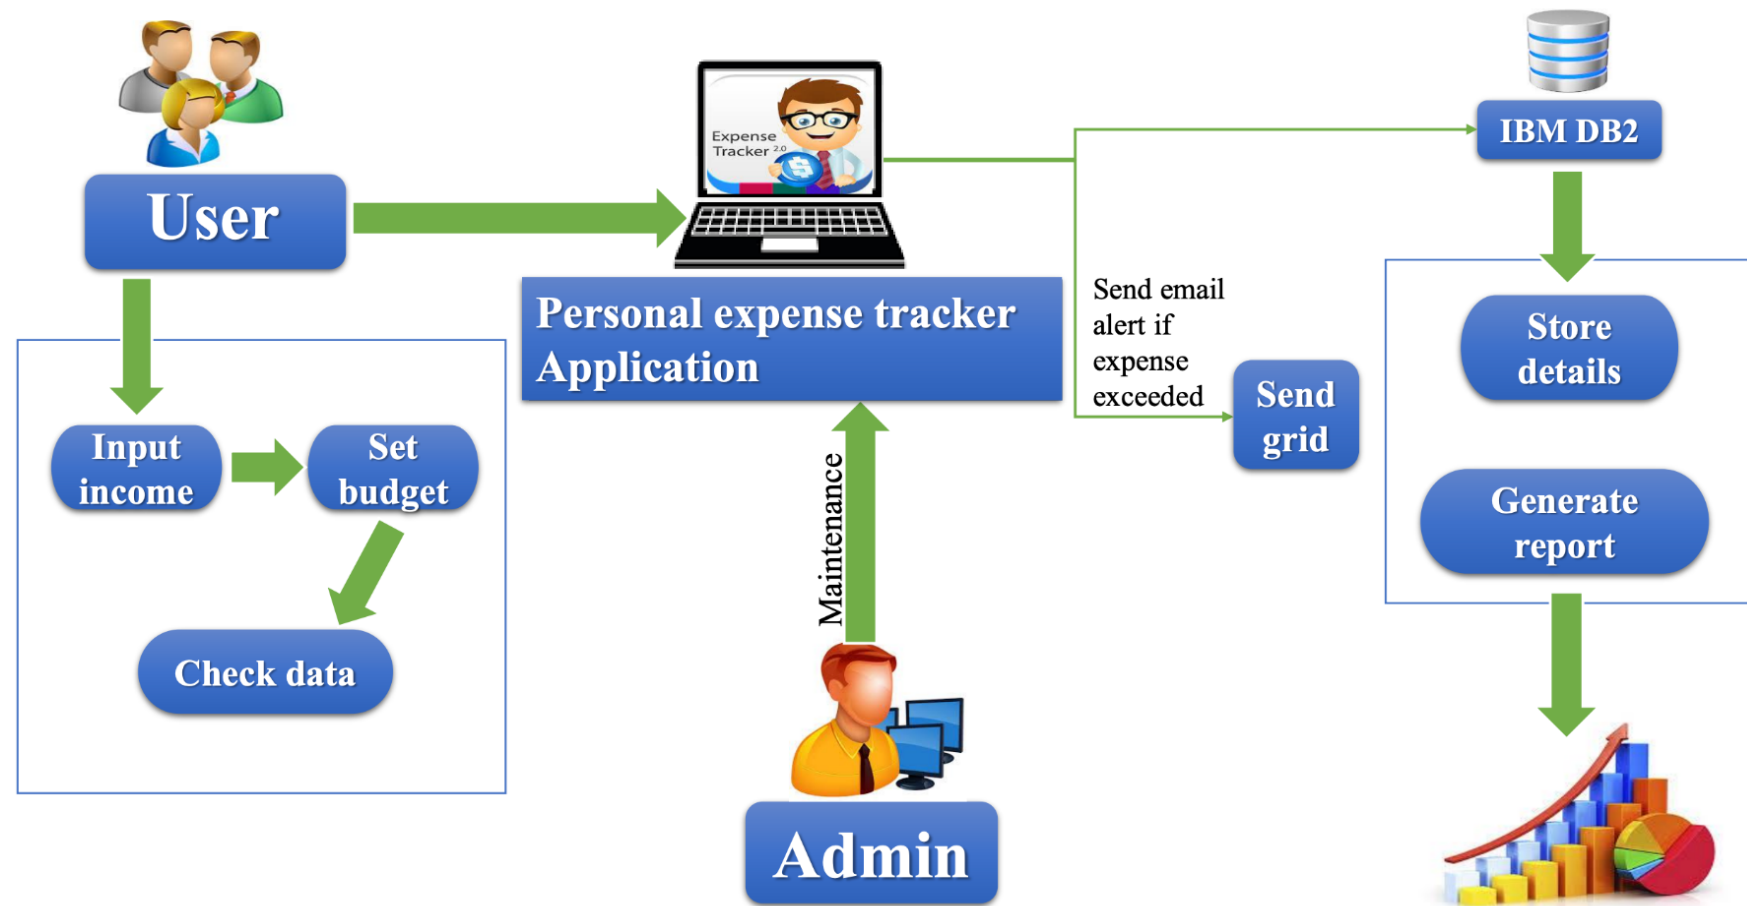 User
Expense
Tracker 2.0
$
Personal expense tracker
Application
IBM DB2
Store
details
Generate
report
Send email
alert if
expense
exceeded
Send
grid
Input
income
Set
budget
Check data
Maintenance
Admin